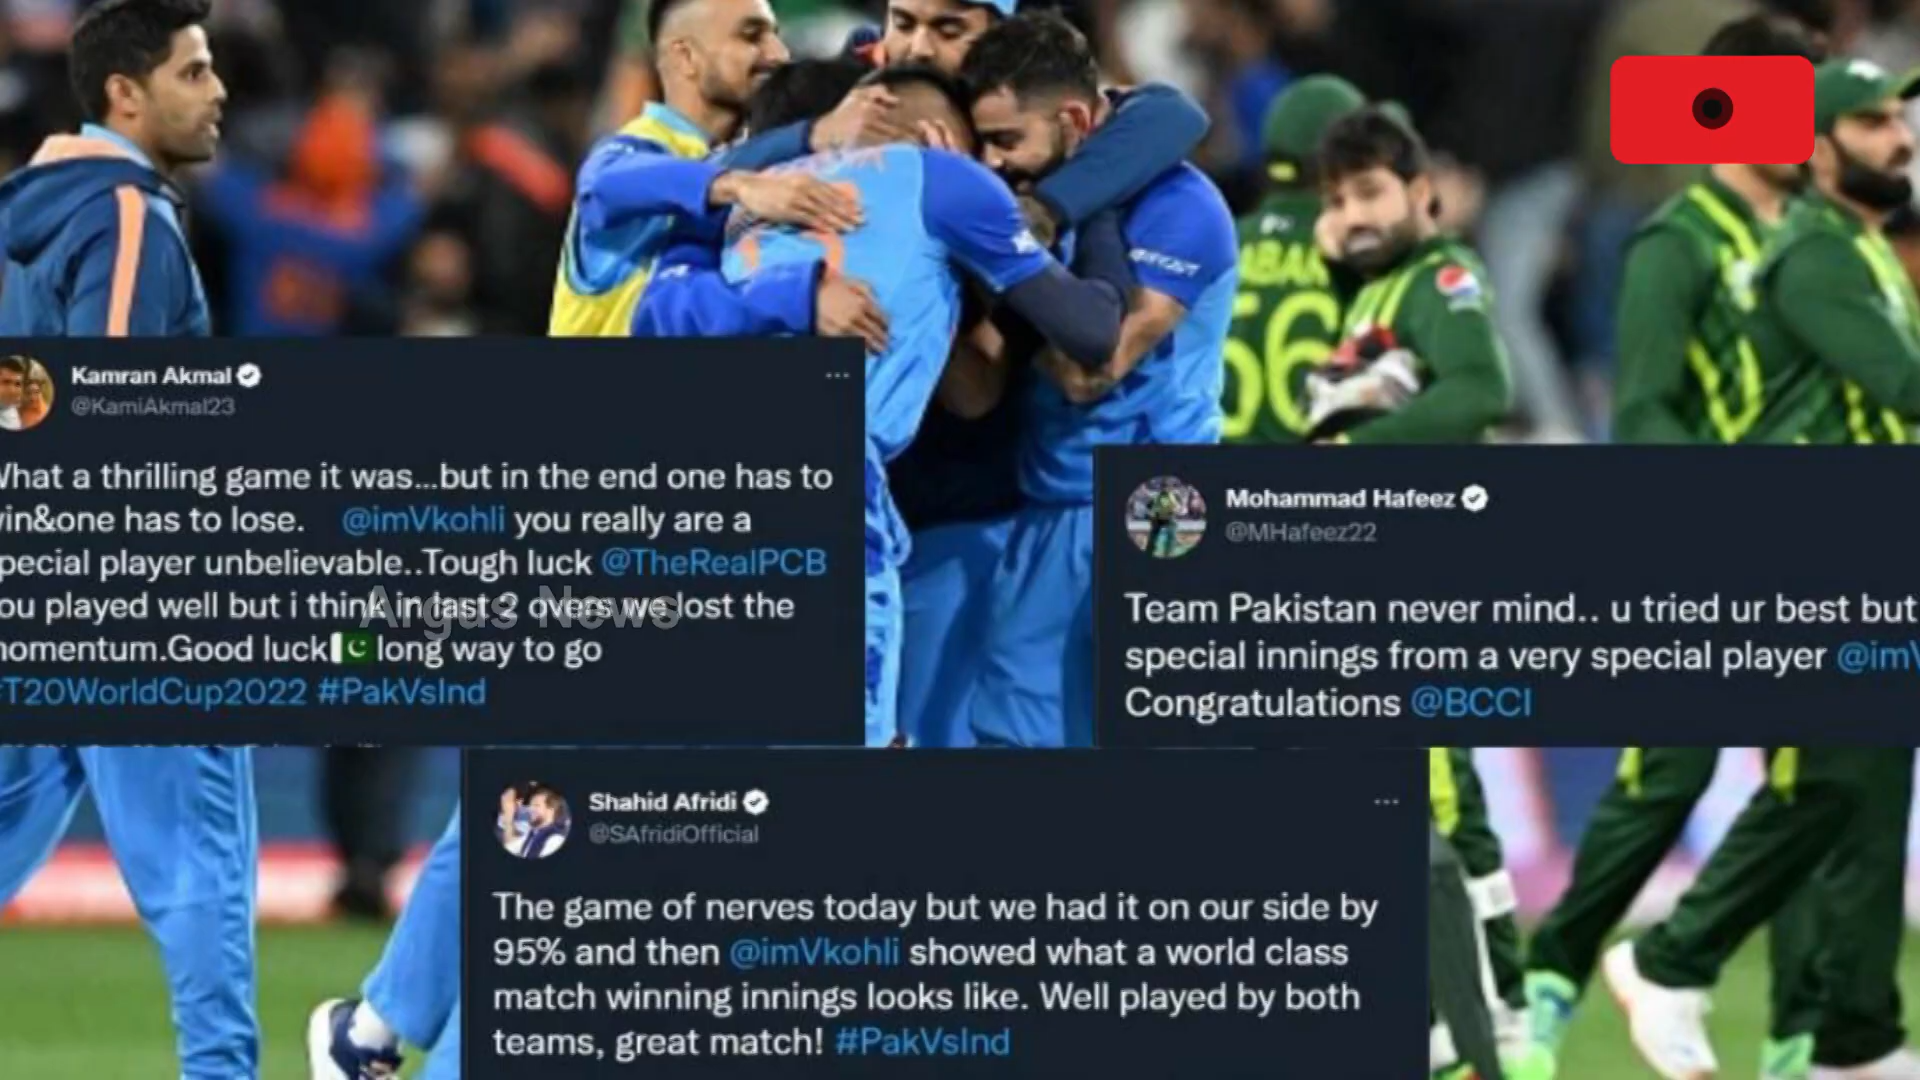 Kamran Akmal
@KamiAkmal23
What a thrilling game it was...but in the end one has to
win&one has to lose. @imVkohli you really are a
special player unbelievable..Tough luck @TheRealPCB
you played well but i think in last 2 overs we lost the
momentum.Good luck🇵🇰long way to go
#T20WorldCup2022 #PakVsInd
Argus News
56
Mohammad Hafeez
@MHafeez22
Team Pakistan never mind.. u tried ur best but
special innings from a very special player @imV
Congratulations @BCCI
Shahid Afridi
@SAfridiOfficial
The game of nerves today but we had it on our side by
95% and then @imVkohli showed what a world class
match winning innings looks like. Well played by both
teams, great match! #PakVsInd